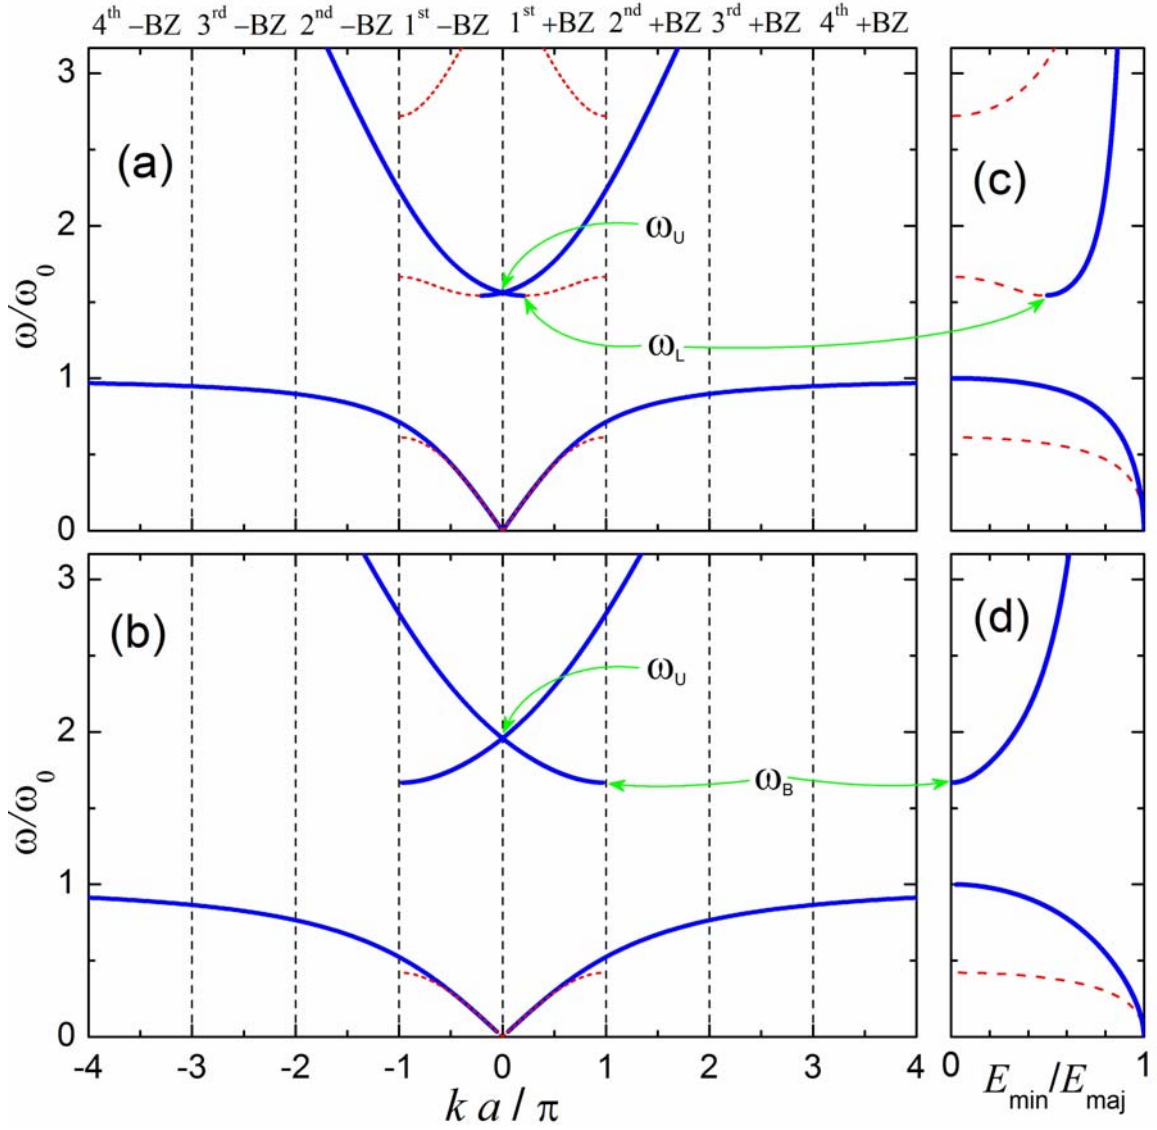 4th –BZ 3rd –BZ 2nd –BZ 1st –BZ 1st +BZ 2nd +BZ 3rd +BZ 4th +BZ
3
(a)
(c)
2
ωU
ω/ω0
ωL
1
0
3
(b)
(d)
ωU
2
ωB
ω/ω0
1
0
-4 -3 -2 -1 0 1 2 3 4 0 1
k a / π
Emin/Emaj